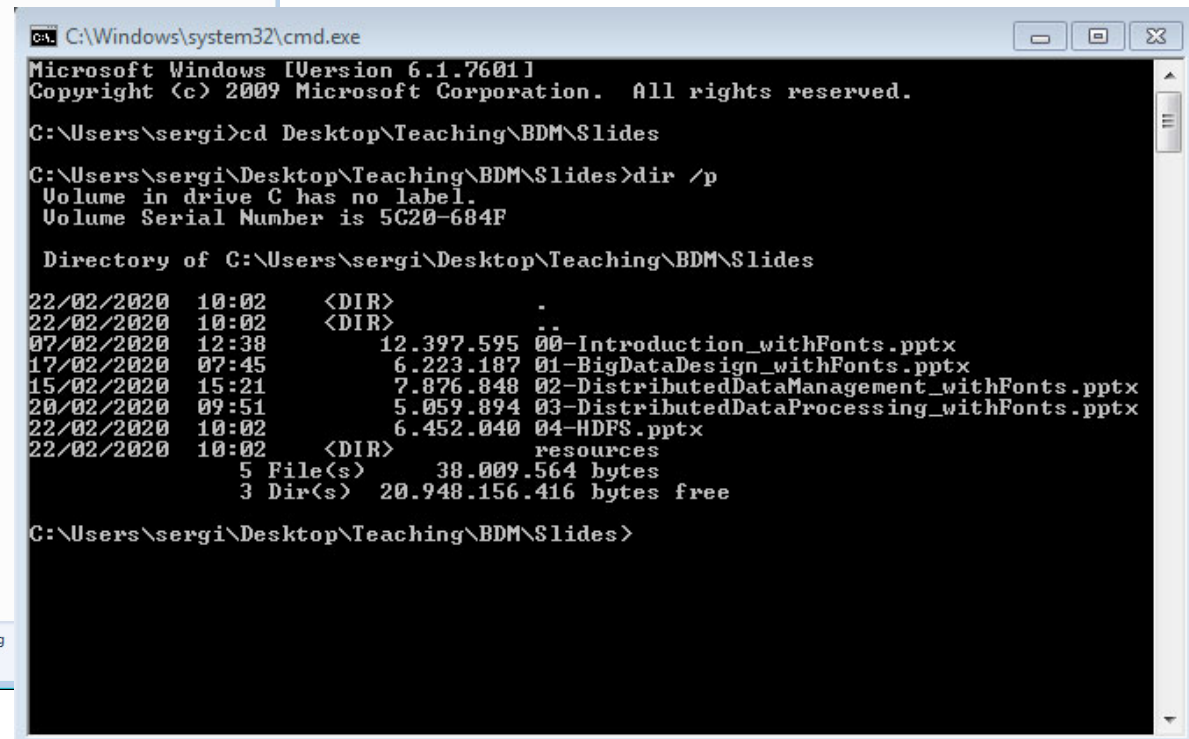 C:\Windows\system32\cmd.exe
Microsoft Windows [Version 6.1.7601]
Copyright (c) 2009 Microsoft Corporation.  All rights reserved.
C:\Users\sergi>cd Desktop\Teaching\BDM\Slides
C:\Users\sergi\Desktop\Teaching\BDM\Slides>dir /p
 Volume in drive C has no label.
 Volume Serial Number is 5C20-684F
 Directory of C:\Users\sergi\Desktop\Teaching\BDM\Slides
22/02/2020  10:02    <DIR>          .
22/02/2020  10:02    <DIR>          ..
07/02/2020  12:38        12.397.595 00-Introduction_withFonts.pptx
17/02/2020  07:45         6.223.187 01-BigDataDesign_withFonts.pptx
15/02/2020  15:21         7.876.848 02-DistributedDataManagement_withFonts.pptx
20/02/2020  09:51         5.059.894 03-DistributedDataProcessing_withFonts.pptx
22/02/2020  10:02         6.452.040 04-HDFS.pptx
22/02/2020  10:02    <DIR>          resources
               5 File(s)     38.009.564 bytes
               3 Dir(s)  20.948.156.416 bytes free
C:\Users\sergi\Desktop\Teaching\BDM\Slides>